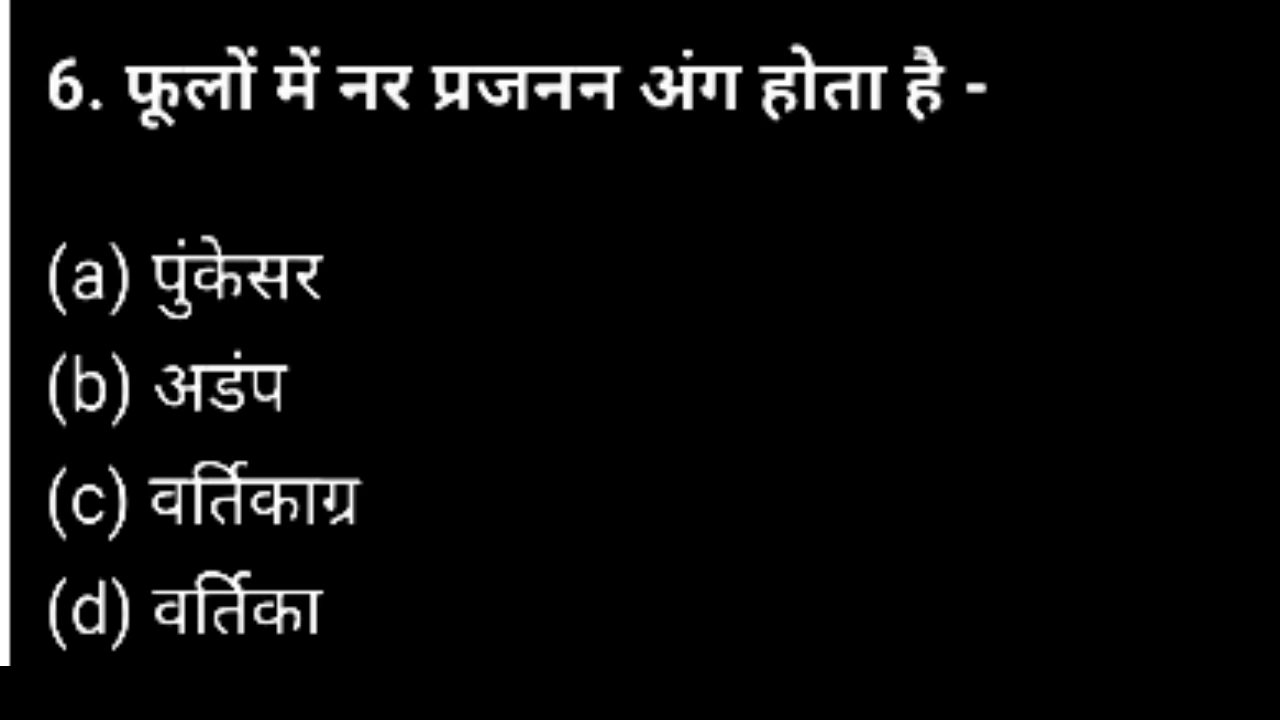 6. फूलों में नर प्रजनन अंग होता है -
(a) पुंकेसर
(b) अडंप
(c) वर्तिकाग्र
(d) वर्तिका